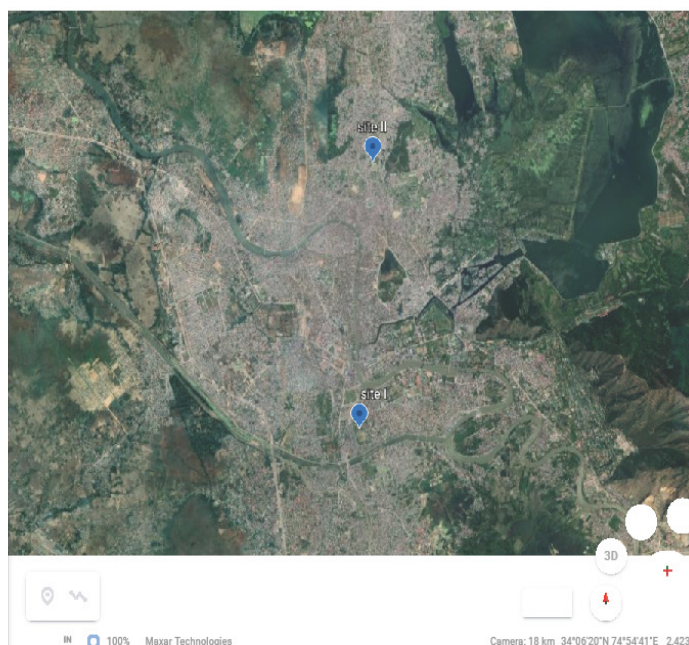 site II
site I
3D
IN 100% Maxar Technologies Camera: 18 km 34°06'20"N 74°54'41"E 2,423